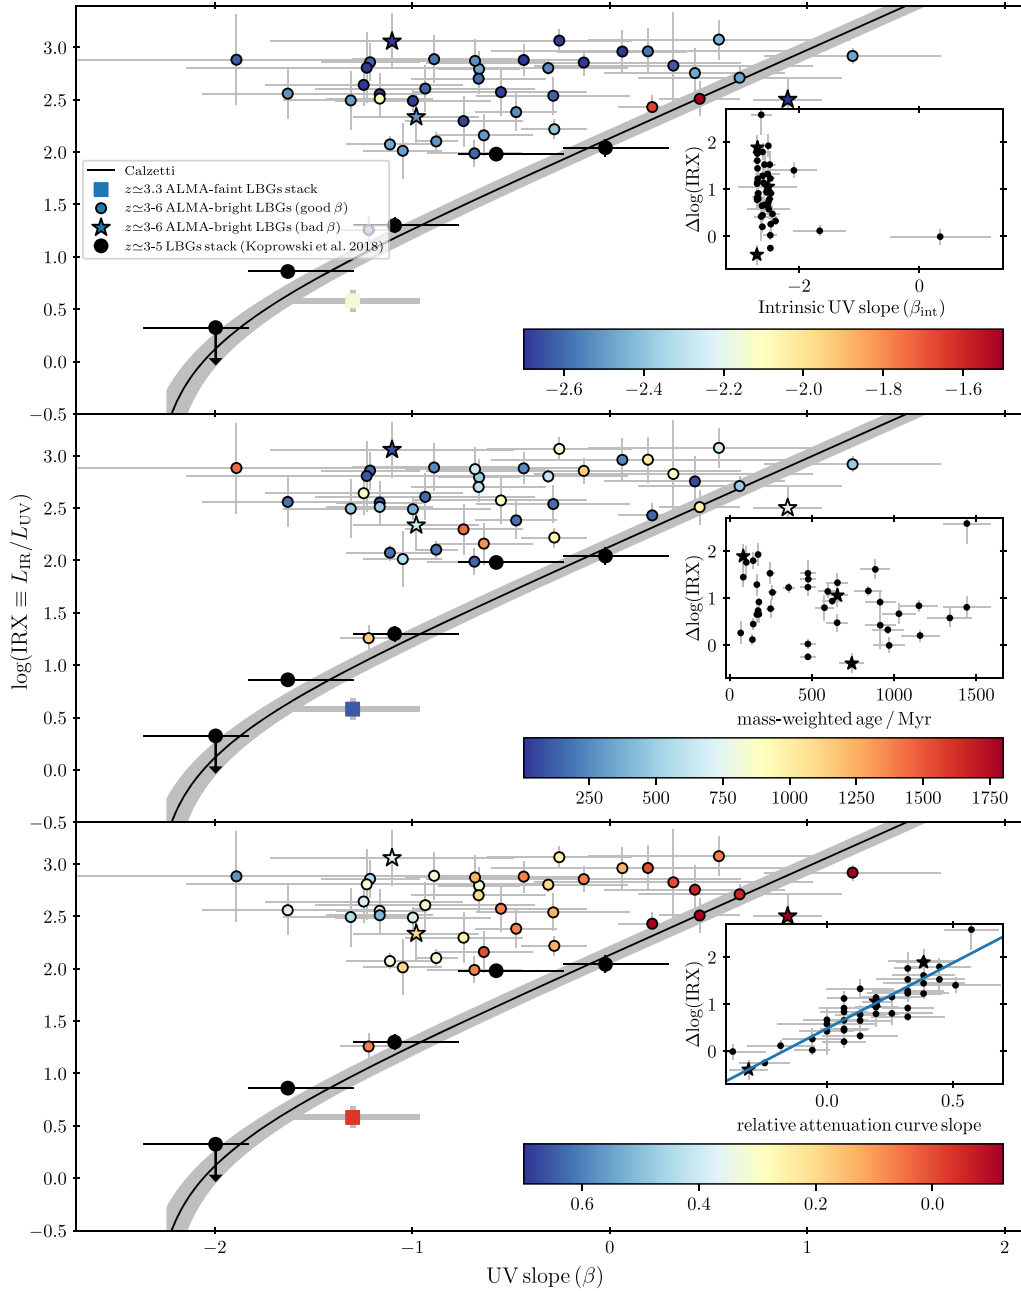 3.0
2.5
2.0
1.5
1.0
0.5
0.0
−0.5
Calzetti
z≃3.3 ALMA-faint LBGs stack
z≃3-6 ALMA-bright LBGs (good β)
z≃3-6 ALMA-bright LBGs (bad β)
z≃3-5 LBGs stack (Koprowski et al. 2018)
Δlog(IRX)
2
1
0
−2 0
Intrinsic UV slope (β_int)
−2.6 −2.4 −2.2 −2.0 −1.8 −1.6
log(IRX ≡ L_IR/L_UV)
3.0
2.5
2.0
1.5
1.0
0.5
0.0
−0.5
Δlog(IRX)
2
1
0
0 500 1000 1500
mass-weighted age / Myr
250 500 750 1000 1250 1500 1750
3.0
2.5
2.0
1.5
1.0
0.5
0.0
−0.5
Δlog(IRX)
2
1
0
0.0 0.5
relative attenuation curve slope
0.6 0.4 0.2 0.0
−2 −1 0 1 2
UV slope (β)